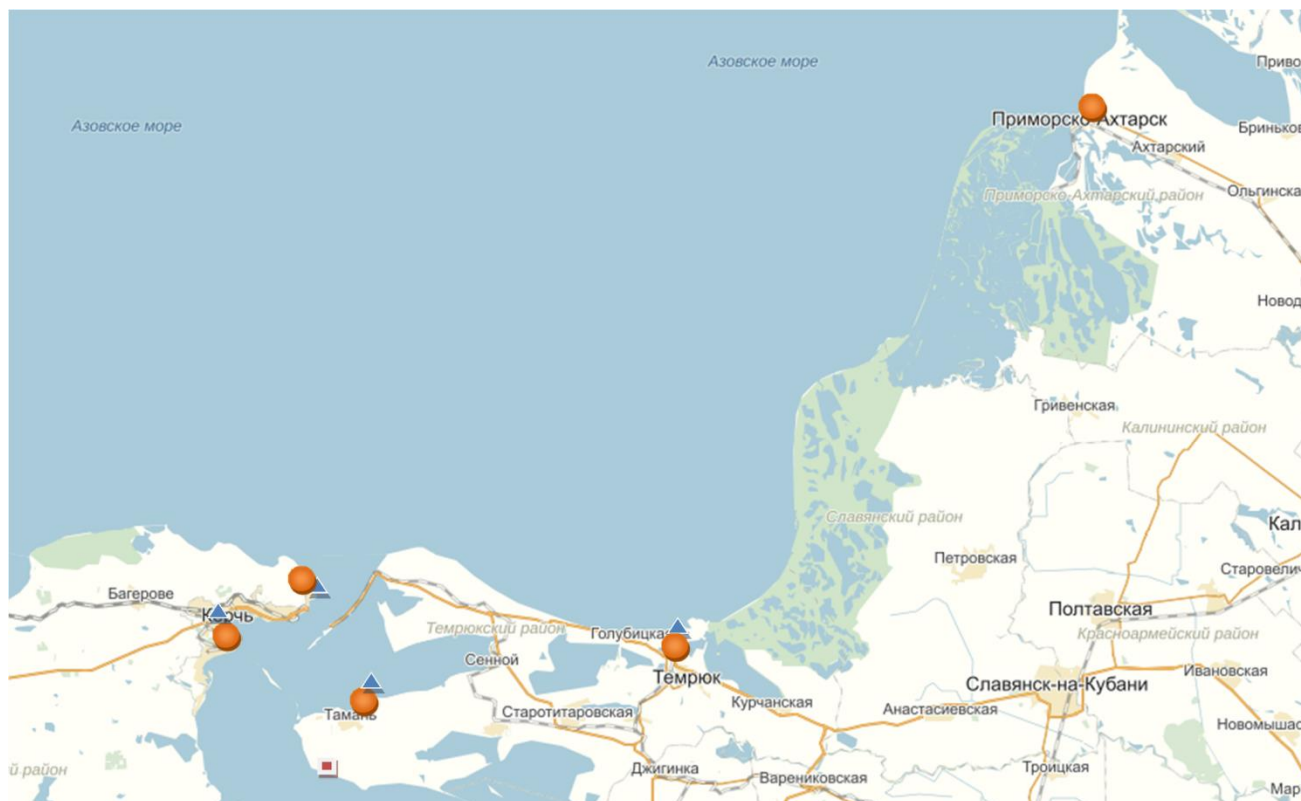 Азовское море
Приво
Азовское море
Приморско-Ахтарск
Бриньков
Ахтарский
Приморско-Ахтарский район
Ольгинска
Новод
Гривенская
Калининский район
Славянский район
Кал
Петровская
Старовелич
Багерове
Полтавская
Керчь
Темрюкский район
Голубицкая
Красноармейский район
Сенной
Ивановская
Темрюк
Славянск-на-Кубани
Курчанская
Анастасиевская
Тамань
Старотитаровская
Новомышас
й район
Джигинка
Троицкая
Варениковская
Мар